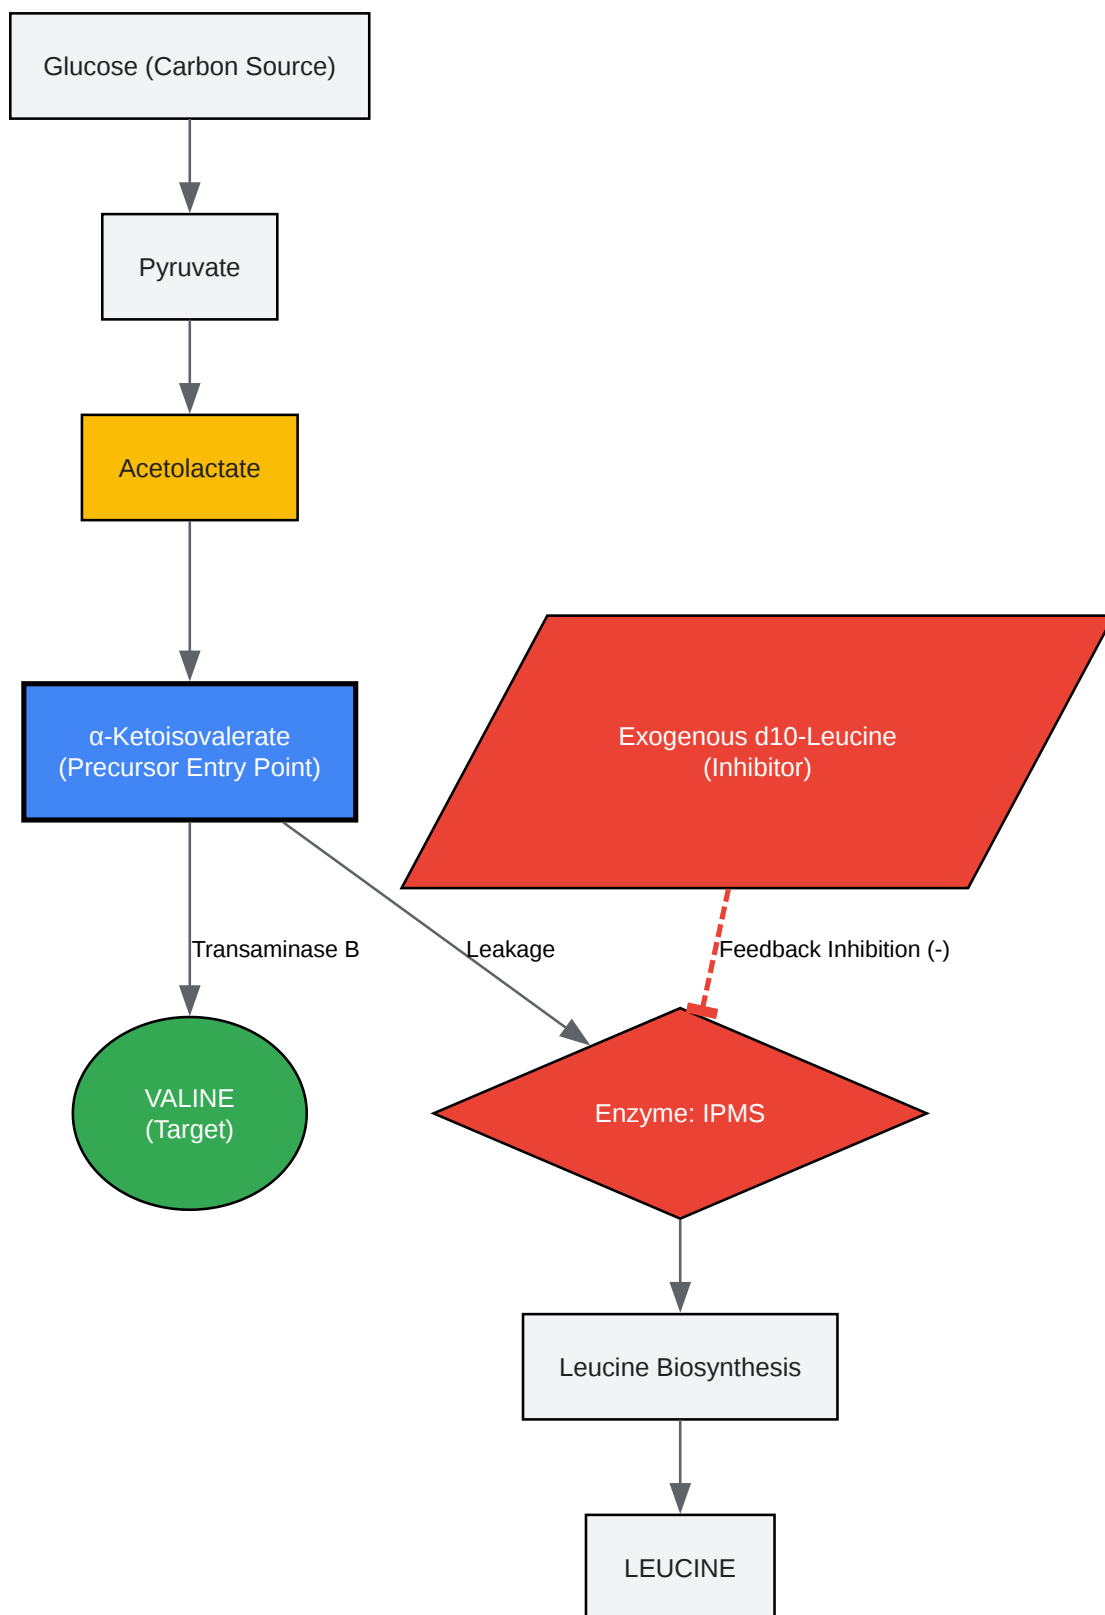 Glucose (Carbon Source)
Pyruvate
Acetolactate
α-Ketoisovalerate
(Precursor Entry Point)
Exogenous d10-Leucine
(Inhibitor)
Transaminase B
Leakage
Feedback Inhibition (-)
VALINE
(Target)
Enzyme: IPMS
Leucine Biosynthesis
LEUCINE